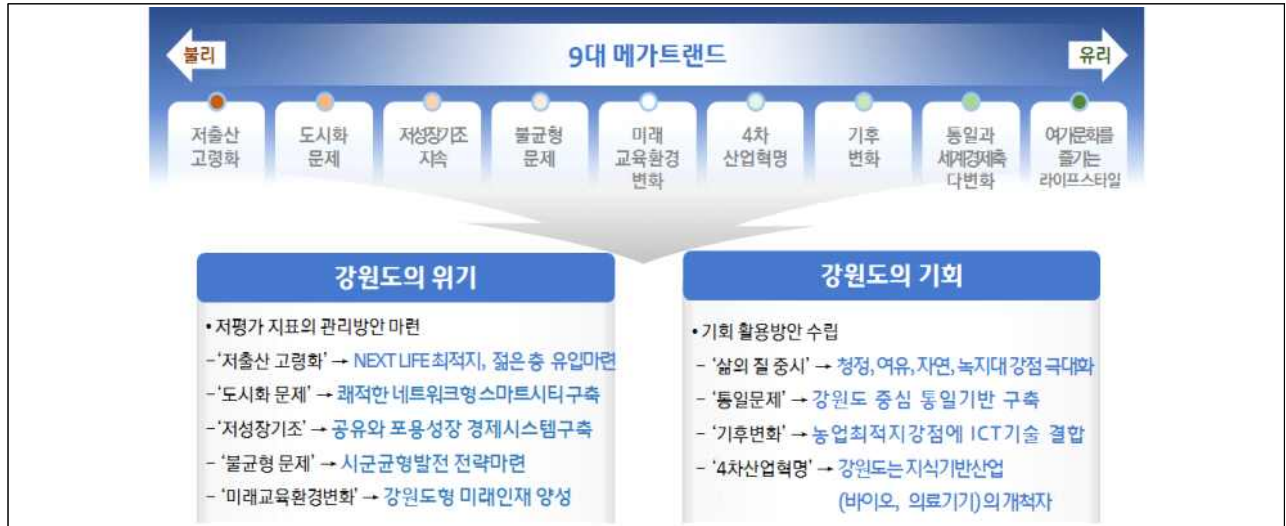 불리
9대 메가트랜드
유리
저출산
고령화
도시화
문제
저성장기조
지속
불균형
문제
미래
교육환경
변화
4차
산업혁명
기후
변화
통일과
세계경제축
다변화
여가문화를
즐기는
라이프스타일
강원도의 위기
• 저평가 지표의 관리방안 마련
-'저출산 고령화' → NEXT LIFE 최적지, 젊은 층 유입마련
-'도시화 문제' → 쾌적한 네트워크형 스마트시티 구축
-'저성장기조' → 공유와 포용성장 경제시스템구축
- '불균형 문제' → 시군균형발전 전략마련
- '미래교육환경변화' → 강원도형 미래인재 양성
강원도의 기회
• 기회 활용방안 수립
- '삶의 질 중시' → 청정, 여유, 자연, 녹지대 강점 극대화
- '통일문제' → 강원도 중심 통일기반 구축
- '기후변화' → 농업최적지강점에 ICT기술 결합
- '4차산업혁명' → 강원도는 지식기반산업
(바이오, 의료기기)의 개척자